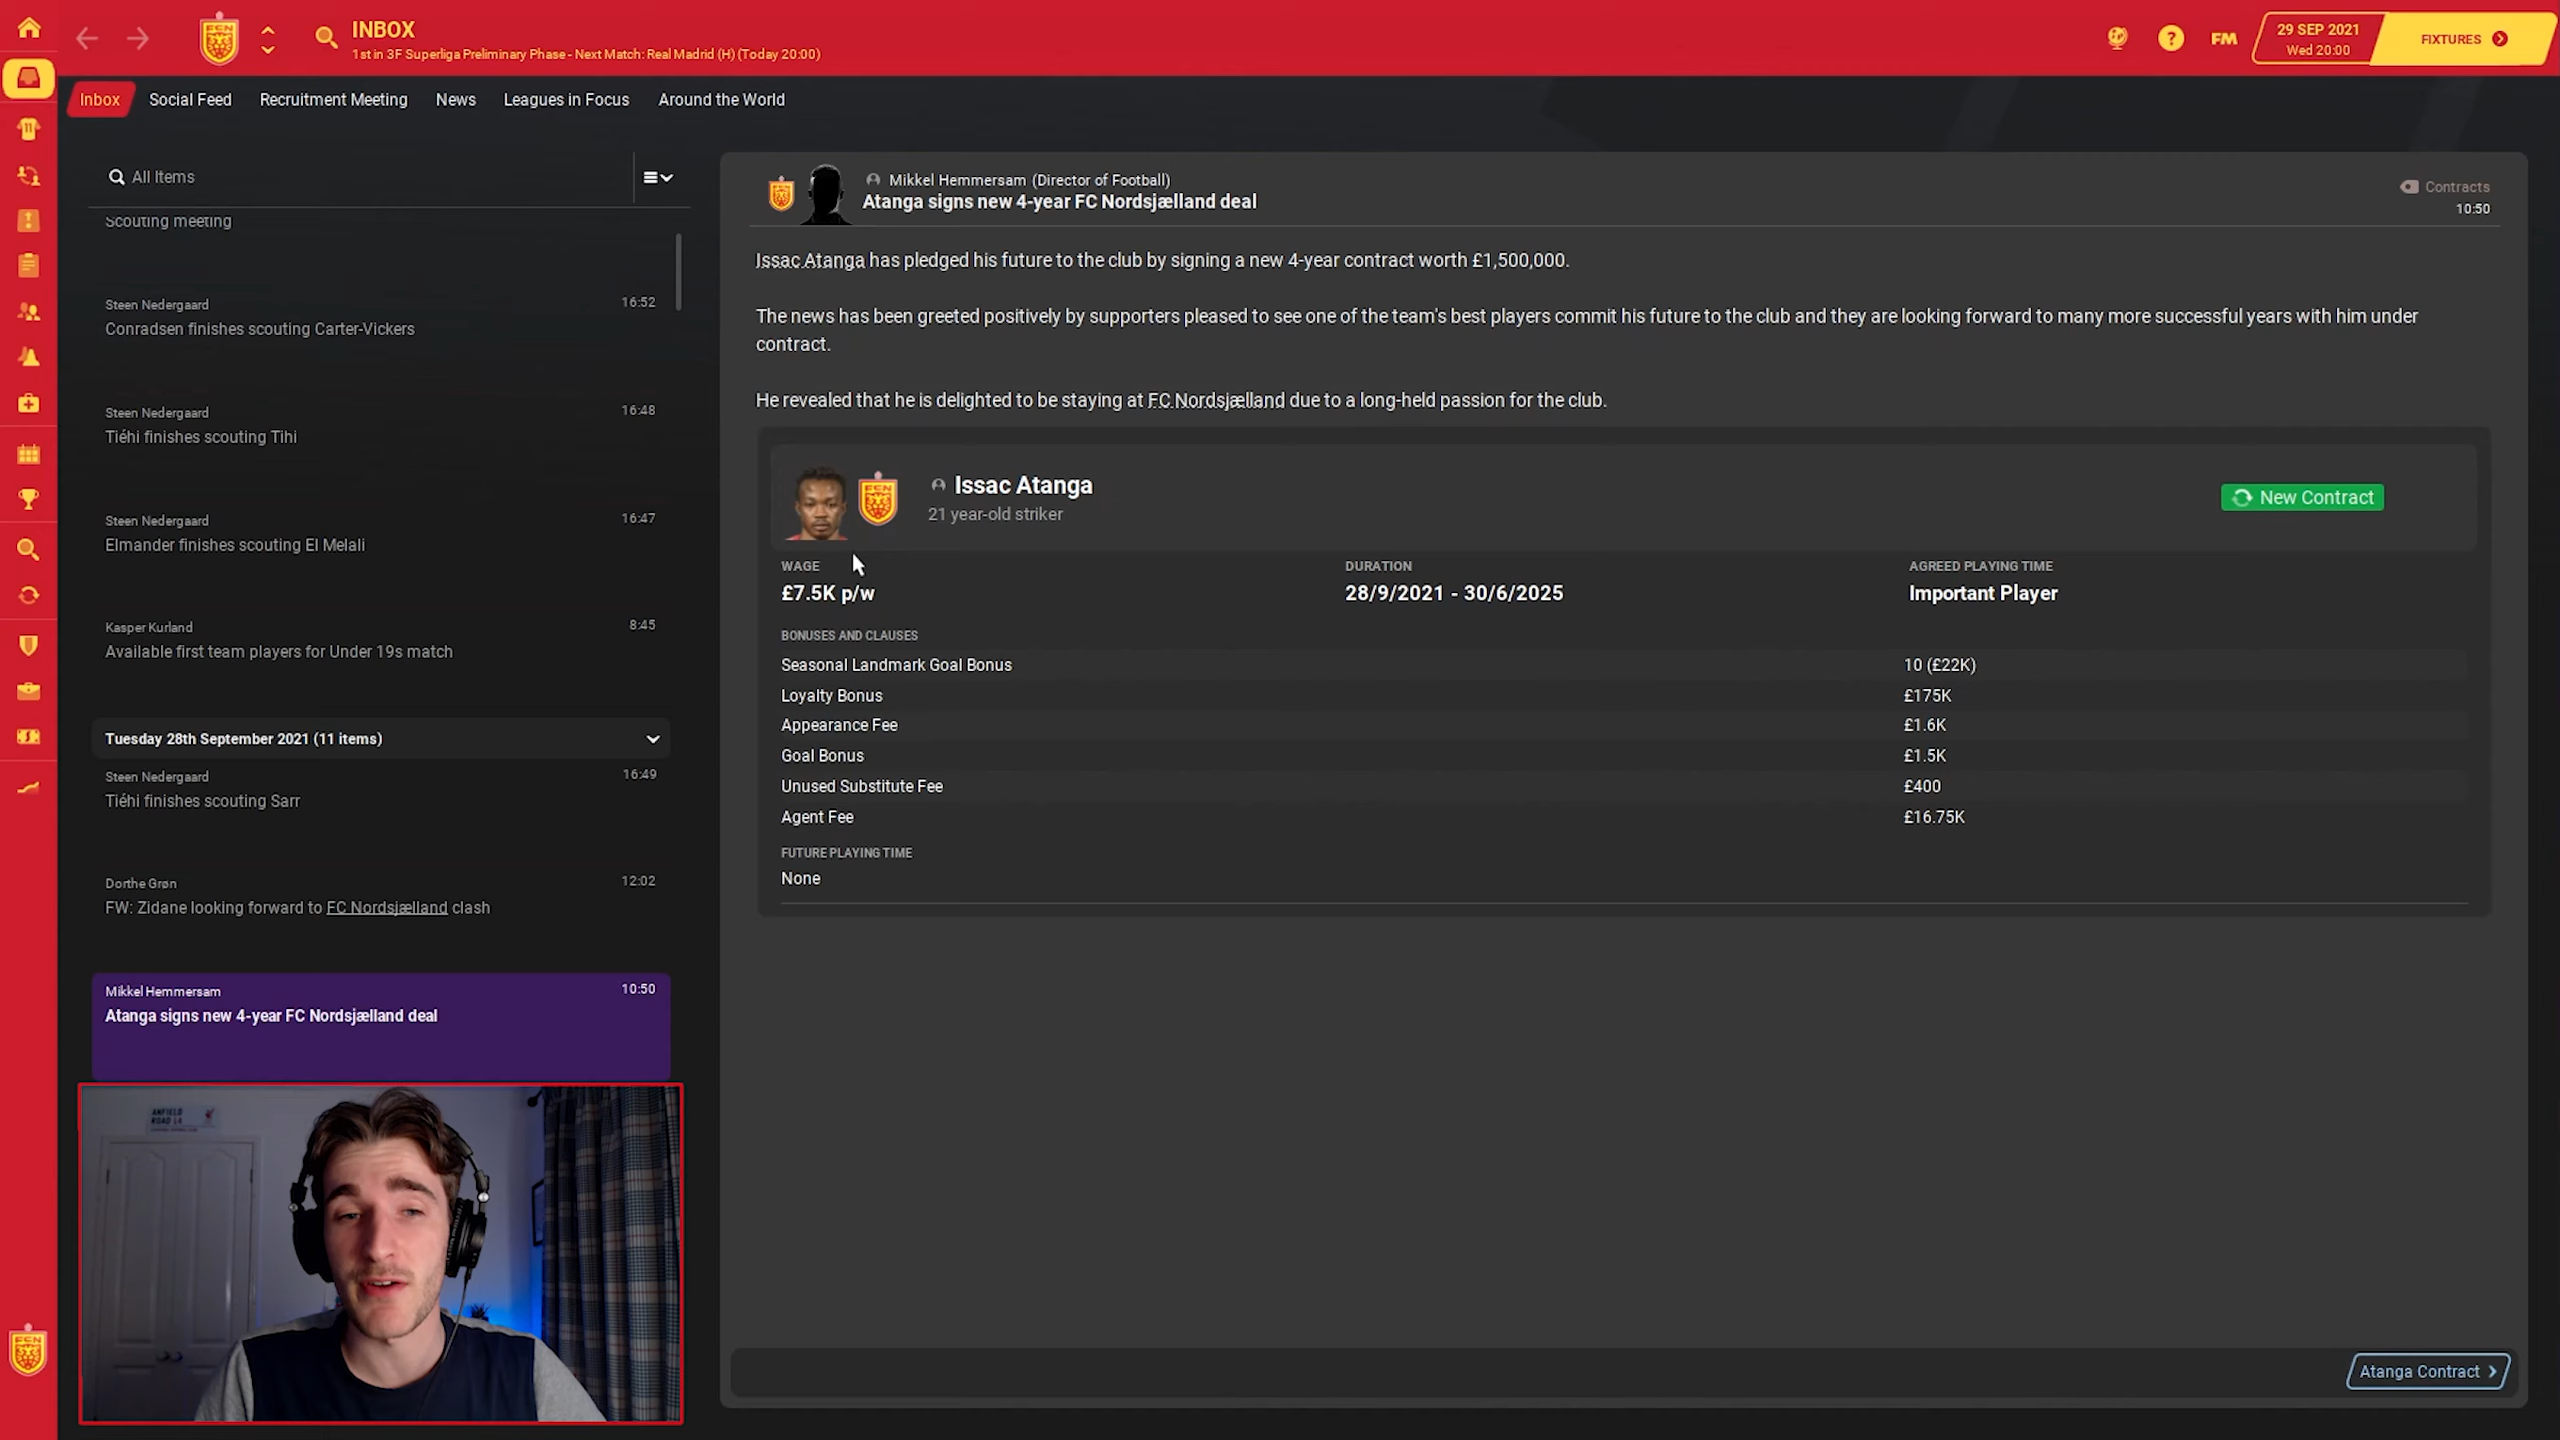 INBOX
1st in 3F Superliga Preliminary Phase - Next Match: Real Madrid (H) (Today 20:00)
?
FM
29 SEP 2021
Wed 20:00
FIXTURES
Inbox
Social Feed
Recruitment Meeting
News
Leagues in Focus
Around the World
All Items
Scouting meeting
Steen Nedergaard
16:52
Conradsen finishes scouting Carter-Vickers
Steen Nedergaard
16:48
Tiéhi finishes scouting Tihi
Steen Nedergaard
16:47
Elmander finishes scouting El Melali
Kasper Kurland
8:45
Available first team players for Under 19s match
Tuesday 28th September 2021 (11 items)
Steen Nedergaard
16:49
Tiéhi finishes scouting Sarr
Dorthe Grøn
12:02
FW: Zidane looking forward to FC Nordsjælland clash
Mikkel Hemmersam
10:50
Atanga signs new 4-year FC Nordsjælland deal
ANFIELD
ROAD L4
Mikkel Hemmersam (Director of Football)
Atanga signs new 4-year FC Nordsjælland deal
Contracts
10:50
Issac Atanga has pledged his future to the club by signing a new 4-year contract worth £1,500,000.
The news has been greeted positively by supporters pleased to see one of the team's best players commit his future to the club and they are looking forward to many more successful years with him under
contract.
He revealed that he is delighted to be staying at FC Nordsjælland due to a long-held passion for the club.
FCN
Issac Atanga
21 year-old striker
New Contract
WAGE
£7.5K p/w
DURATION
28/9/2021 - 30/6/2025
AGREED PLAYING TIME
Important Player
BONUSES AND CLAUSES
Seasonal Landmark Goal Bonus
10 (£22K)
Loyalty Bonus
£175K
Appearance Fee
£1.6K
Goal Bonus
£1.5K
Unused Substitute Fee
£400
Agent Fee
£16.75K
FUTURE PLAYING TIME
None
Atanga Contract